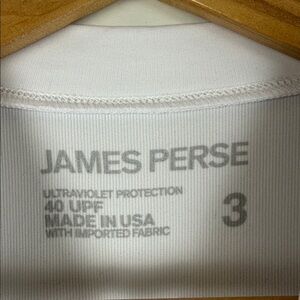 JAMES PERSE
ULTRAVIOLET PROTECTION
40 UPF
MADE IN USA
WITH IMPORTED FABRIC
3